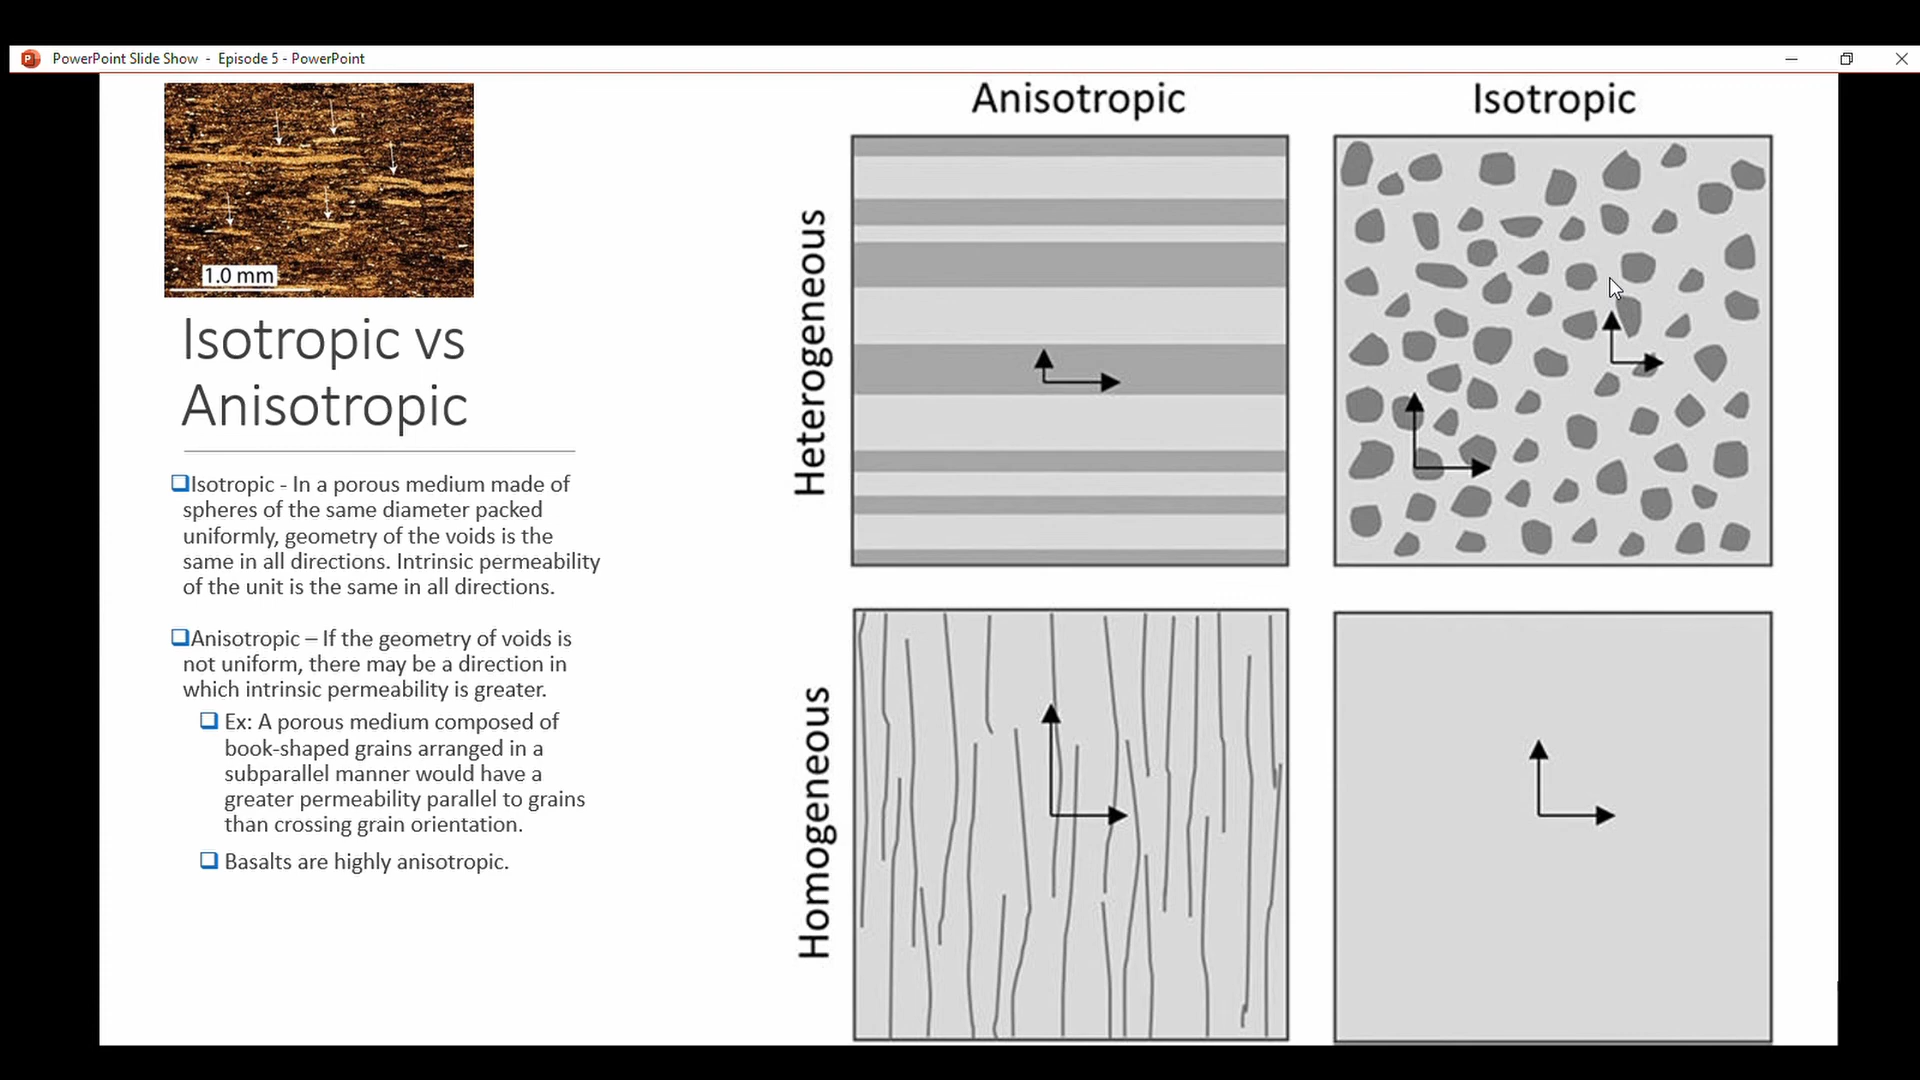 PowerPoint Slide Show - Episode 5 - PowerPoint
1.0 mm
Isotropic vs
Anisotropic
Isotropic - In a porous medium made of
spheres of the same diameter packed
uniformly, geometry of the voids is the
same in all directions. Intrinsic permeability
of the unit is the same in all directions.
Anisotropic – If the geometry of voids is
not uniform, there may be a direction in
which intrinsic permeability is greater.
Ex: A porous medium composed of
book-shaped grains arranged in a
subparallel manner would have a
greater permeability parallel to grains
than crossing grain orientation.
Basalts are highly anisotropic.
Anisotropic
Isotropic
Heterogeneous
Homogeneous